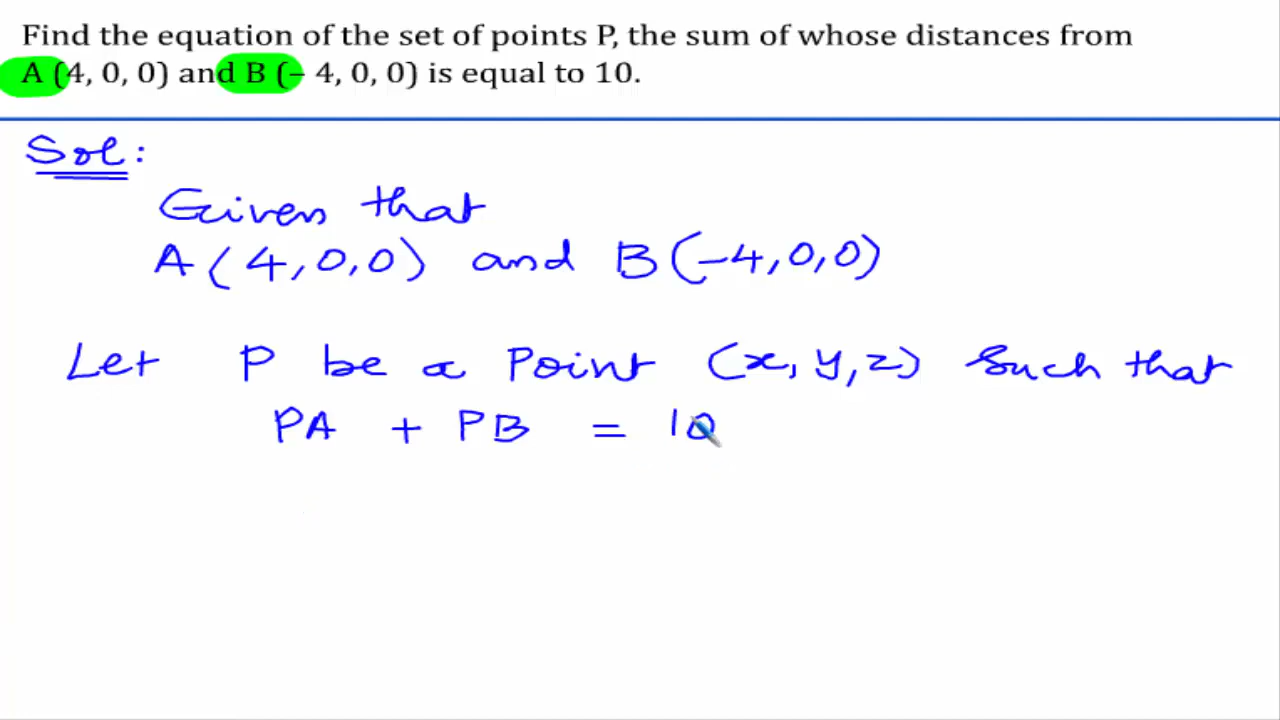 Find the equation of the set of points P, the sum of whose distances from
A (4, 0, 0) and B (– 4, 0, 0) is equal to 10.
Sol:
Given that
A (4,0,0) and B (-4,0,0)
Let P be a Point (x, y, z) Such that
PA + PB = 10